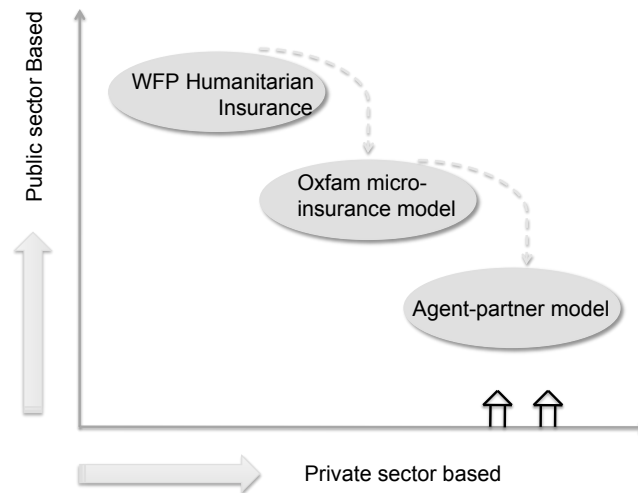 Public sector Based
WFP Humanitarian
Insurance
Oxfam micro-
insurance model
Agent-partner model
Private sector based